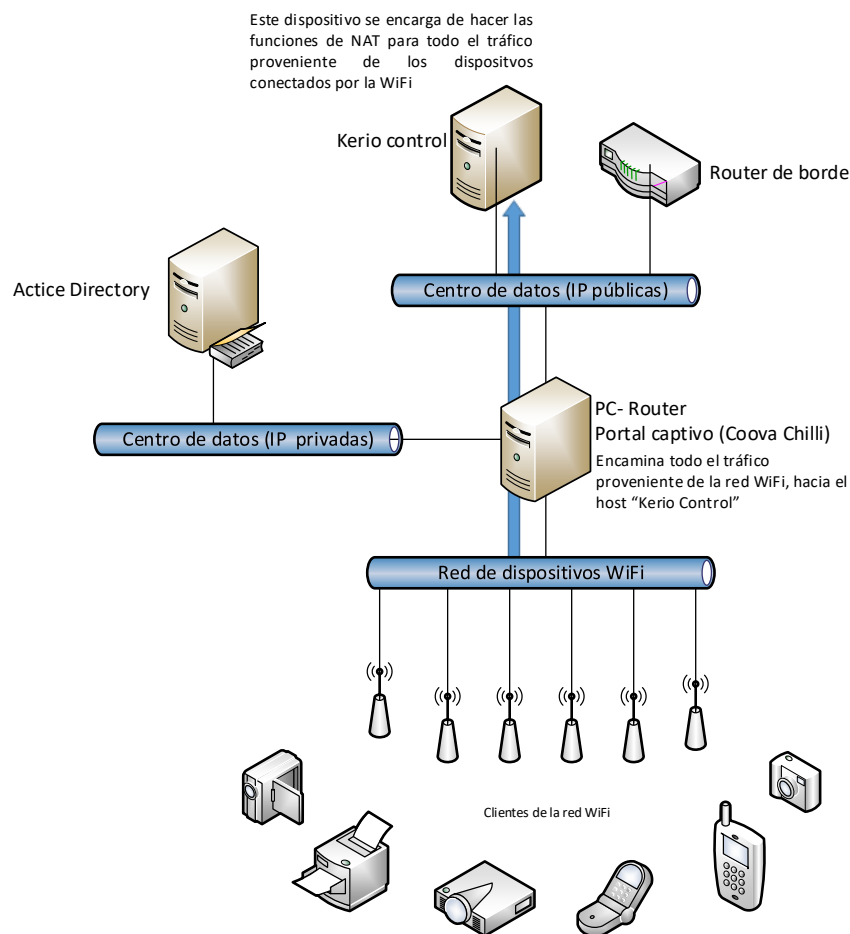 Este dispositivo se encarga de hacer las
funciones de NAT para todo el tráfico
proveniente de los dispositvos
conectados por la WiFi
Kerio control
Router de borde
Actice Directory
Centro de datos (IP públicas)
PC- Router
Portal captivo (Coova Chilli)
Encamina todo el tráfico
proveniente de la red WiFi, hacia el
host “Kerio Control”
Centro de datos (IP privadas)
Red de dispositivos WiFi
Clientes de la red WiFi